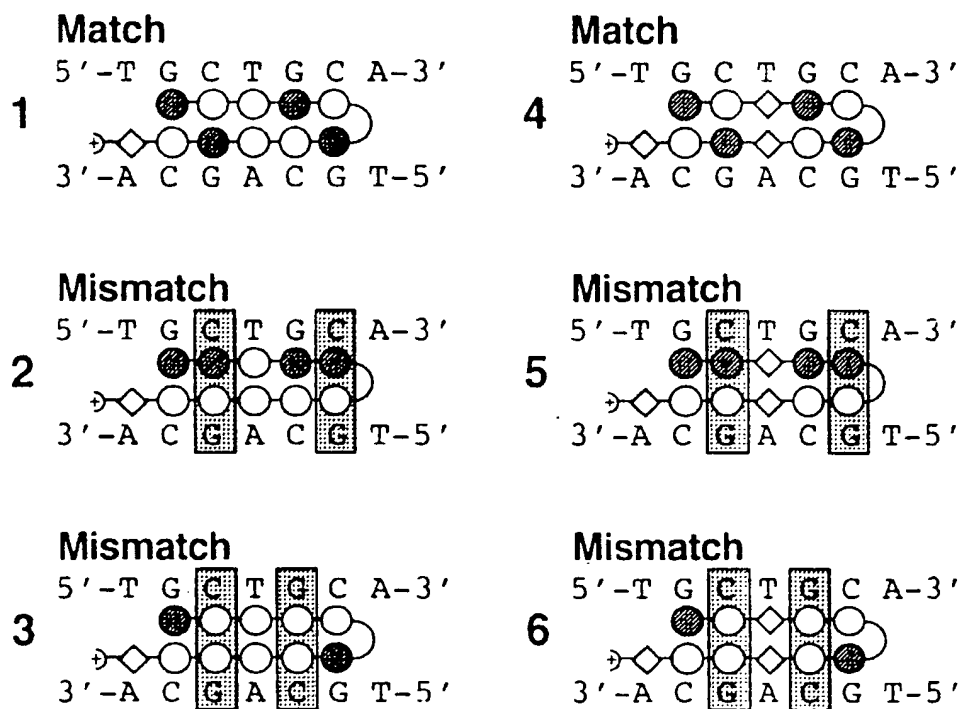 Match
5'-T G C T G C A-3'
1
3'-A C G A C G T-5'
Mismatch
5'-T G C T G C A-3'
2
3'-A C G A C G T-5'
Mismatch
5'-T G C T G C A-3'
3
3'-A C G A C G T-5'
Match
5'-T G C T G C A-3'
4
3'-A C G A C G T-5'
Mismatch
5'-T G C T G C A-3'
5
3'-A C G A C G T-5'
Mismatch
5'-T G C T G C A-3'
6
3'-A C G A C G T-5'